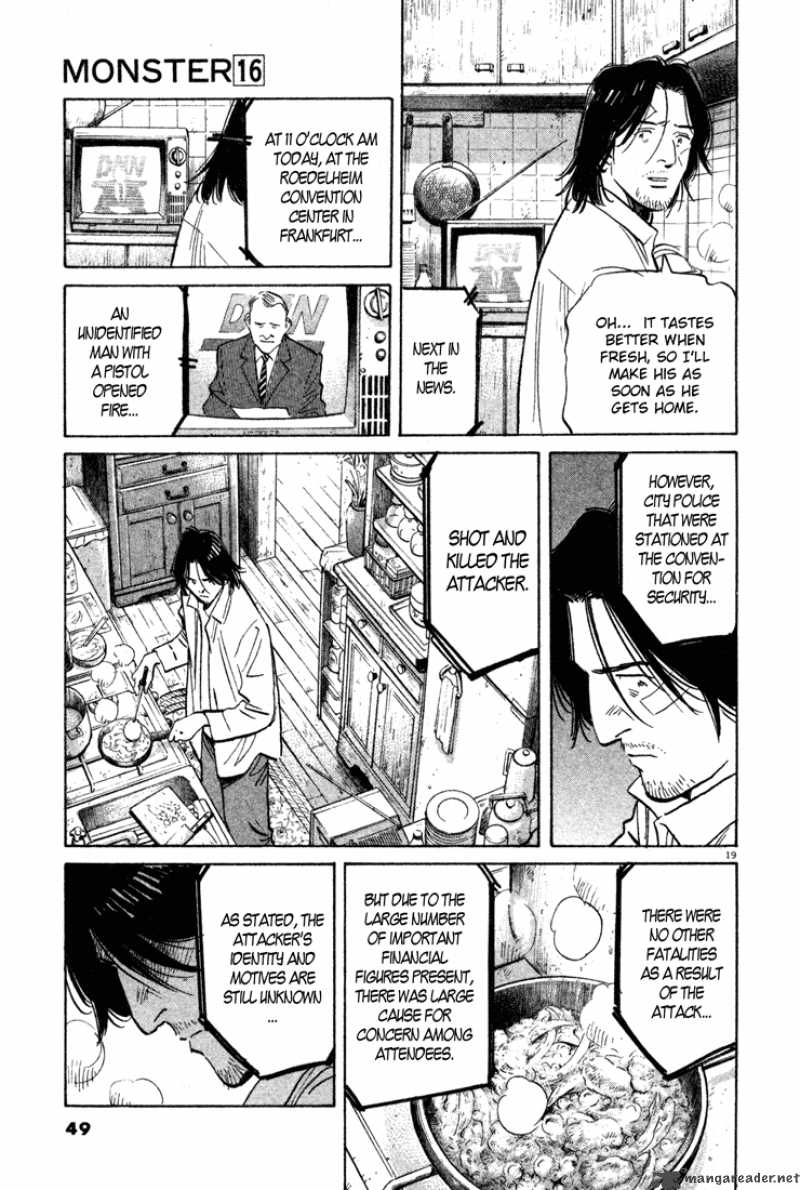 MONSTER 16
OH... IT TASTES
BETTER WHEN
FRESH, SO I'LL
MAKE HIS AS
SOON AS HE
GETS HOME.
DNN
NEXT IN
THE
NEWS.
DNN
AT 11 O'CLOCK AM
TODAY, AT THE
ROEDELHEIM
CONVENTION
CENTER IN
FRANKFURT...
DNN
AN
UNIDENTIFIED
MAN WITH
A PISTOL
OPENED
FIRE...
HOWEVER,
CITY POLICE
THAT WERE
STATIONED AT
THE CONVEN-
TION FOR
SECURITY...
SHOT AND
KILLED THE
ATTACKER.
19
THERE WERE
NO OTHER
FATALITIES
AS A RESULT
OF THE
ATTACK...
BUT DUE TO THE
LARGE NUMBER
OF IMPORTANT
FINANCIAL
FIGURES PRESENT,
THERE WAS LARGE
CAUSE FOR
CONCERN AMONG
ATTENDEES.
AS STATED, THE
ATTACKER'S
IDENTITY AND
MOTIVES ARE
STILL UNKNOWN
...
49
mangareader.net